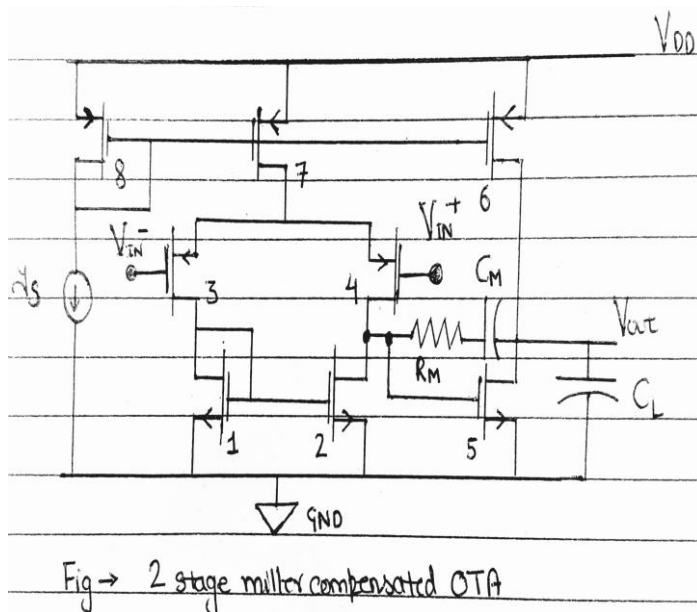 VDD
8
7
6
VIN-
VIN+
Is
3
4
CM
Vout
RM
CL
1
2
5
GND
Fig → 2 stage miller compensated OTA